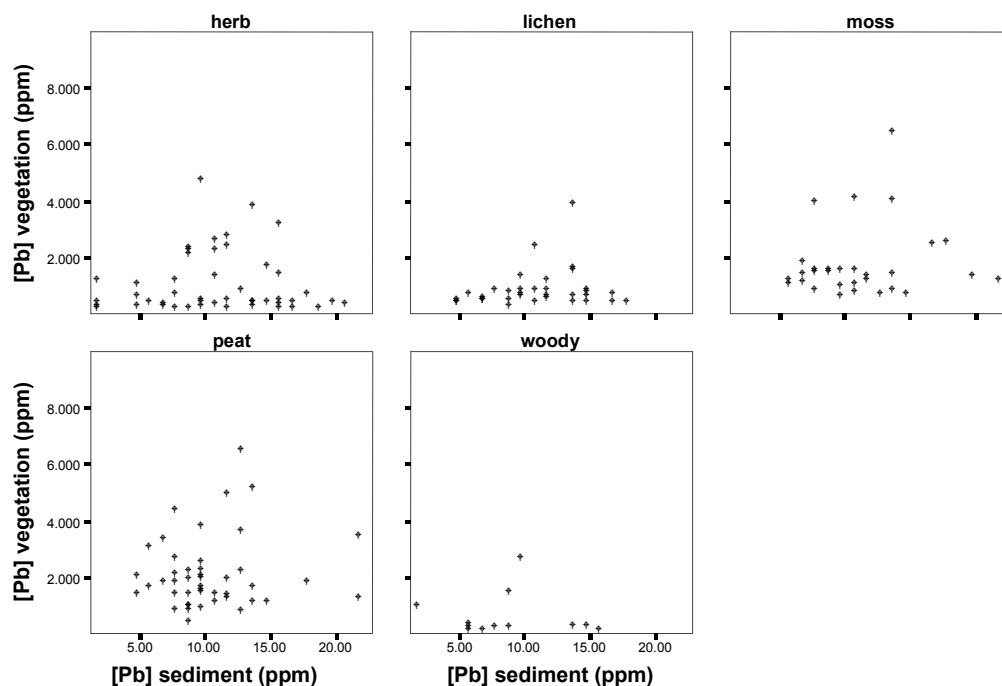 herb lichen moss
[Pb] vegetation (ppm)
8.000
6.000
4.000
2.000
peat woody
[Pb] vegetation (ppm)
8.000
6.000
4.000
2.000
5.00 10.00 15.00 20.00 5.00 10.00 15.00 20.00
[Pb] sediment (ppm) [Pb] sediment (ppm)